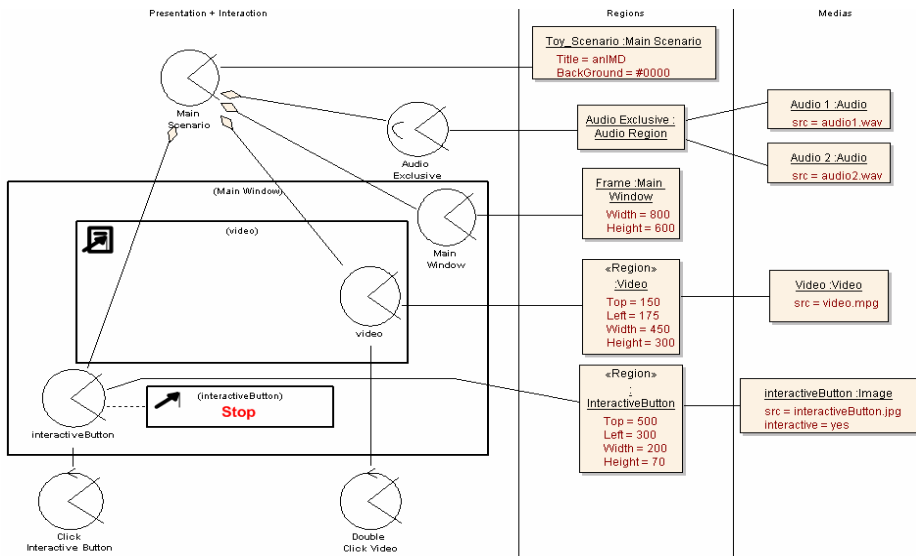 Presentation + Interaction
Regions
Medias
Main
Scenario
Audio
Exclusive
(Main Window)
(video)
Main
Window
video
(interactiveButton)
Stop
interactiveButton
Click
Interactive Button
Double
Click Video
Toy_Scenario :Main Scenario
Title = anIMD
BackGround = #0000
Audio Exclusive :
Audio Region
Frame :Main
Window
Width = 800
Height = 600
«Region»
:Video
Top = 150
Left = 175
Width = 450
Height = 300
«Region»
:
InteractiveButton
Top = 500
Left = 300
Width = 200
Height = 70
Audio 1 :Audio
src = audio1.wav
Audio 2 :Audio
src = audio2.wav
Video :Video
src = video.mpg
interactiveButton :Image
src = interactiveButton.jpg
interactive = yes